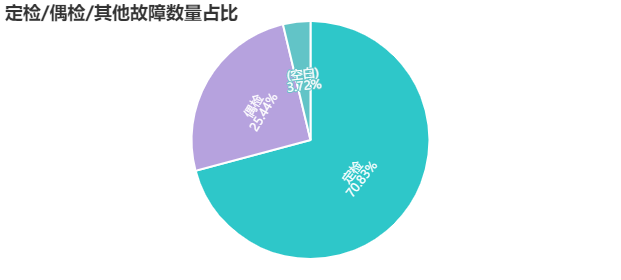 定检/偶检/其他故障数量占比
(空白)
3.72%
偶检
25.44%
定检
70.83%